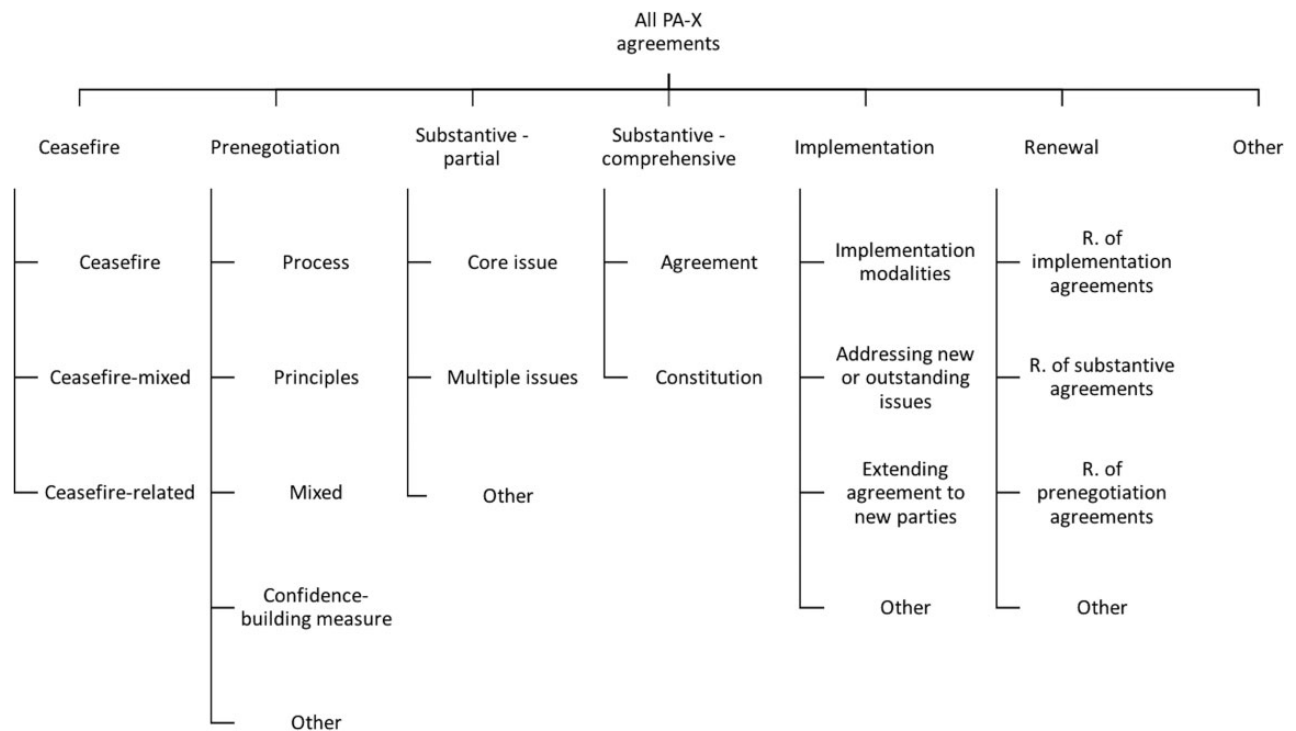 All PA-X
agreements
Ceasefire
Prenegotiation
Substantive -
partial
Substantive -
comprehensive
Implementation
Renewal
Other
Ceasefire
Ceasefire-mixed
Ceasefire-related
Process
Principles
Mixed
Confidence-
building measure
Other
Core issue
Multiple issues
Other
Agreement
Constitution
Implementation
modalities
Addressing new
or outstanding
issues
Extending
agreement to
new parties
Other
R. of
implementation
agreements
R. of substantive
agreements
R. of
prenegotiation
agreements
Other